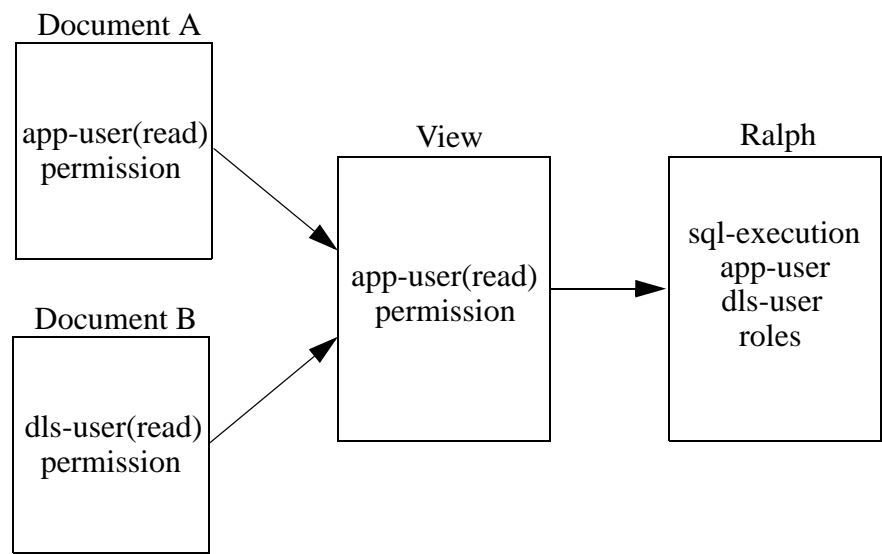 Document A
app-user(read)
permission
Document B
dls-user(read)
permission
View
app-user(read)
permission
Ralph
sql-execution
app-user
dls-user
roles